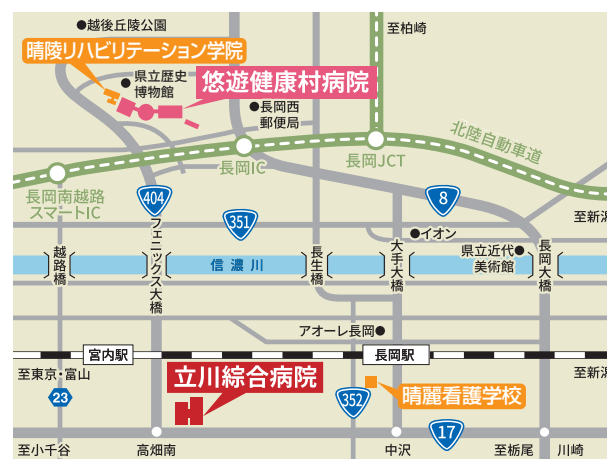 越後丘陵公園
至柏崎
晴陵リハビリテーション学院
県立歴史
博物館
悠遊健康村病院
長岡西
郵便局
北陸自動車道
長岡IC
長岡JCT
長岡南越路
スマートIC
404
351
8
至新潟
フェニックス大橋
イオン
越路橋
信濃川
長生橋
大手大橋
県立近代
美術館
長岡大橋
アオーレ長岡
宮内駅
長岡駅
至東京・富山
立川綜合病院
至新潟
23
352
晴麗看護学校
17
至小千谷
高畑南
中沢
至栃尾
川崎